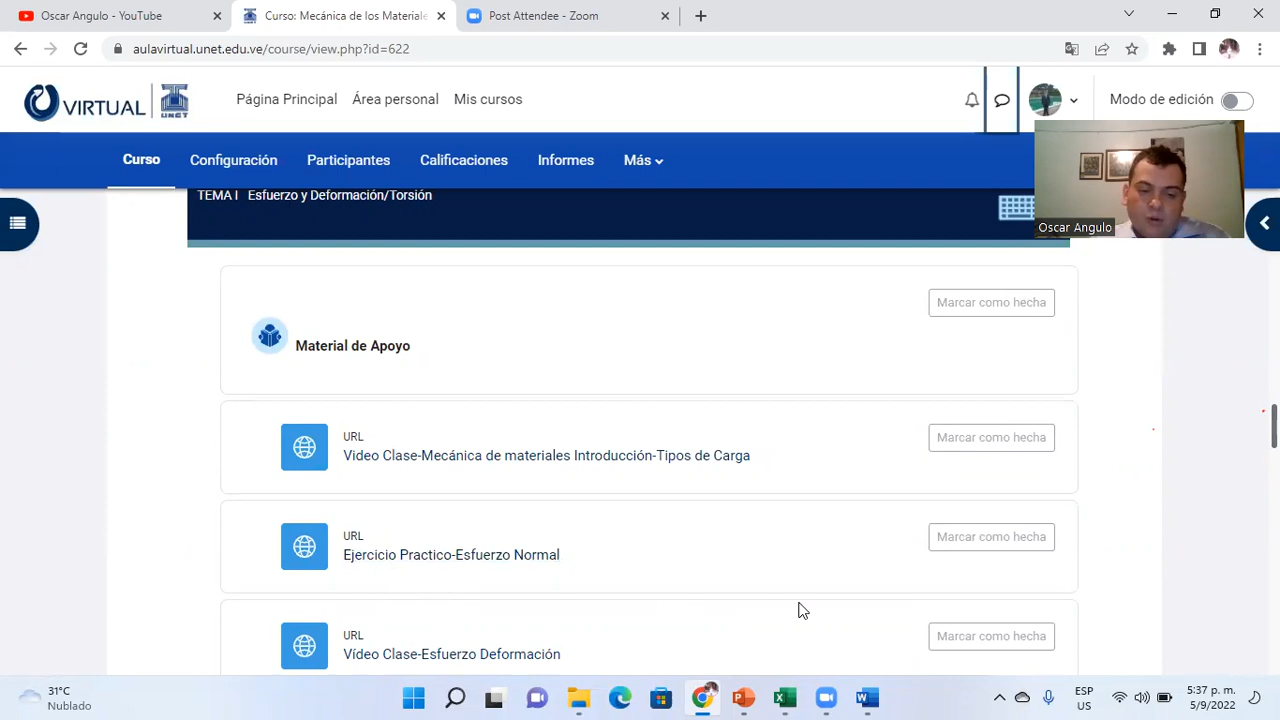 Oscar Angulo - YouTube
Curso: Mecánica de los Materiale
Post Attendee - Zoom
aulavirtual.unet.edu.ve/course/view.php?id=622
VIRTUAL
UNET
Página Principal
Área personal
Mis cursos
Modo de edición
Curso
Configuración
Participantes
Calificaciones
Informes
Más
TEMA I Esfuerzo y Deformación/Torsión
Oscar Angulo
Marcar como hecha
Material de Apoyo
URL
Video Clase-Mecánica de materiales Introducción-Tipos de Carga
Marcar como hecha
URL
Ejercicio Practico-Esfuerzo Normal
Marcar como hecha
URL
Vídeo Clase-Esfuerzo Deformación
Marcar como hecha
31°C
Nublado
ESP
US
5:37 p. m.
5/9/2022